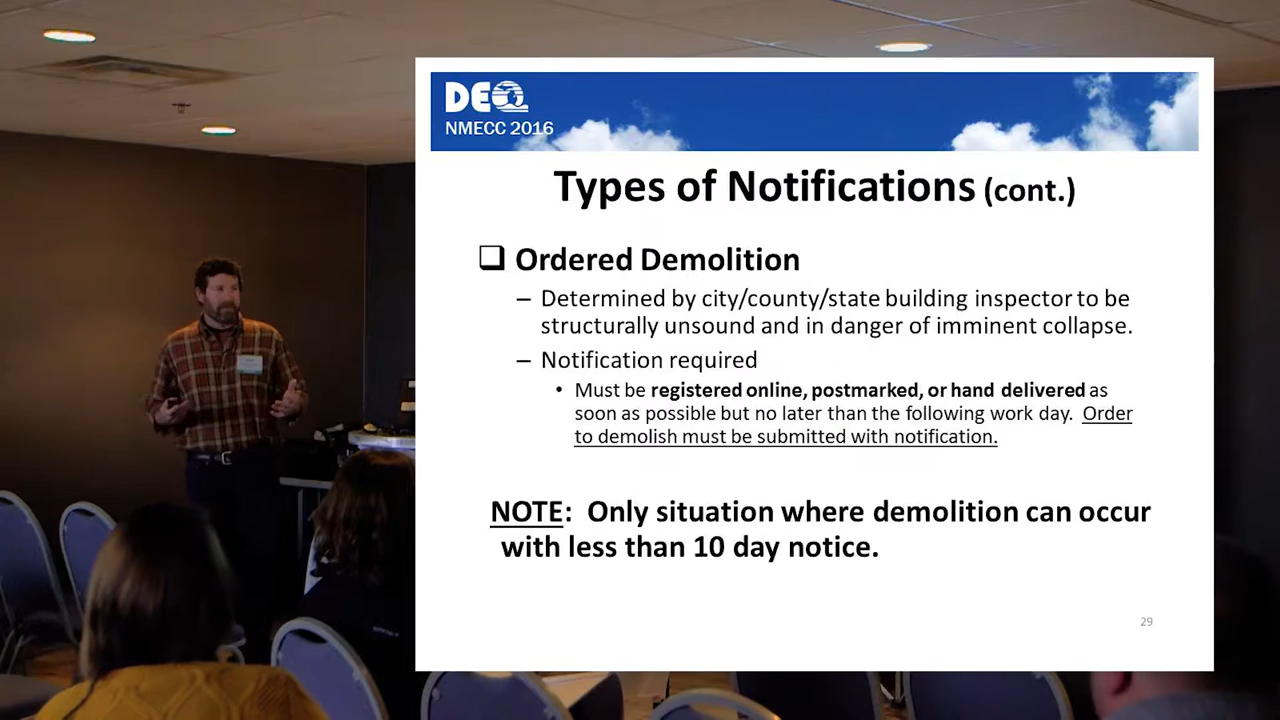 DEQ
NMECC 2016
Types of Notifications (cont.)
❑ Ordered Demolition
– Determined by city/county/state building inspector to be
structurally unsound and in danger of imminent collapse.
– Notification required
• Must be registered online, postmarked, or hand delivered as
soon as possible but no later than the following work day. Order
to demolish must be submitted with notification.
NOTE: Only situation where demolition can occur
with less than 10 day notice.
29